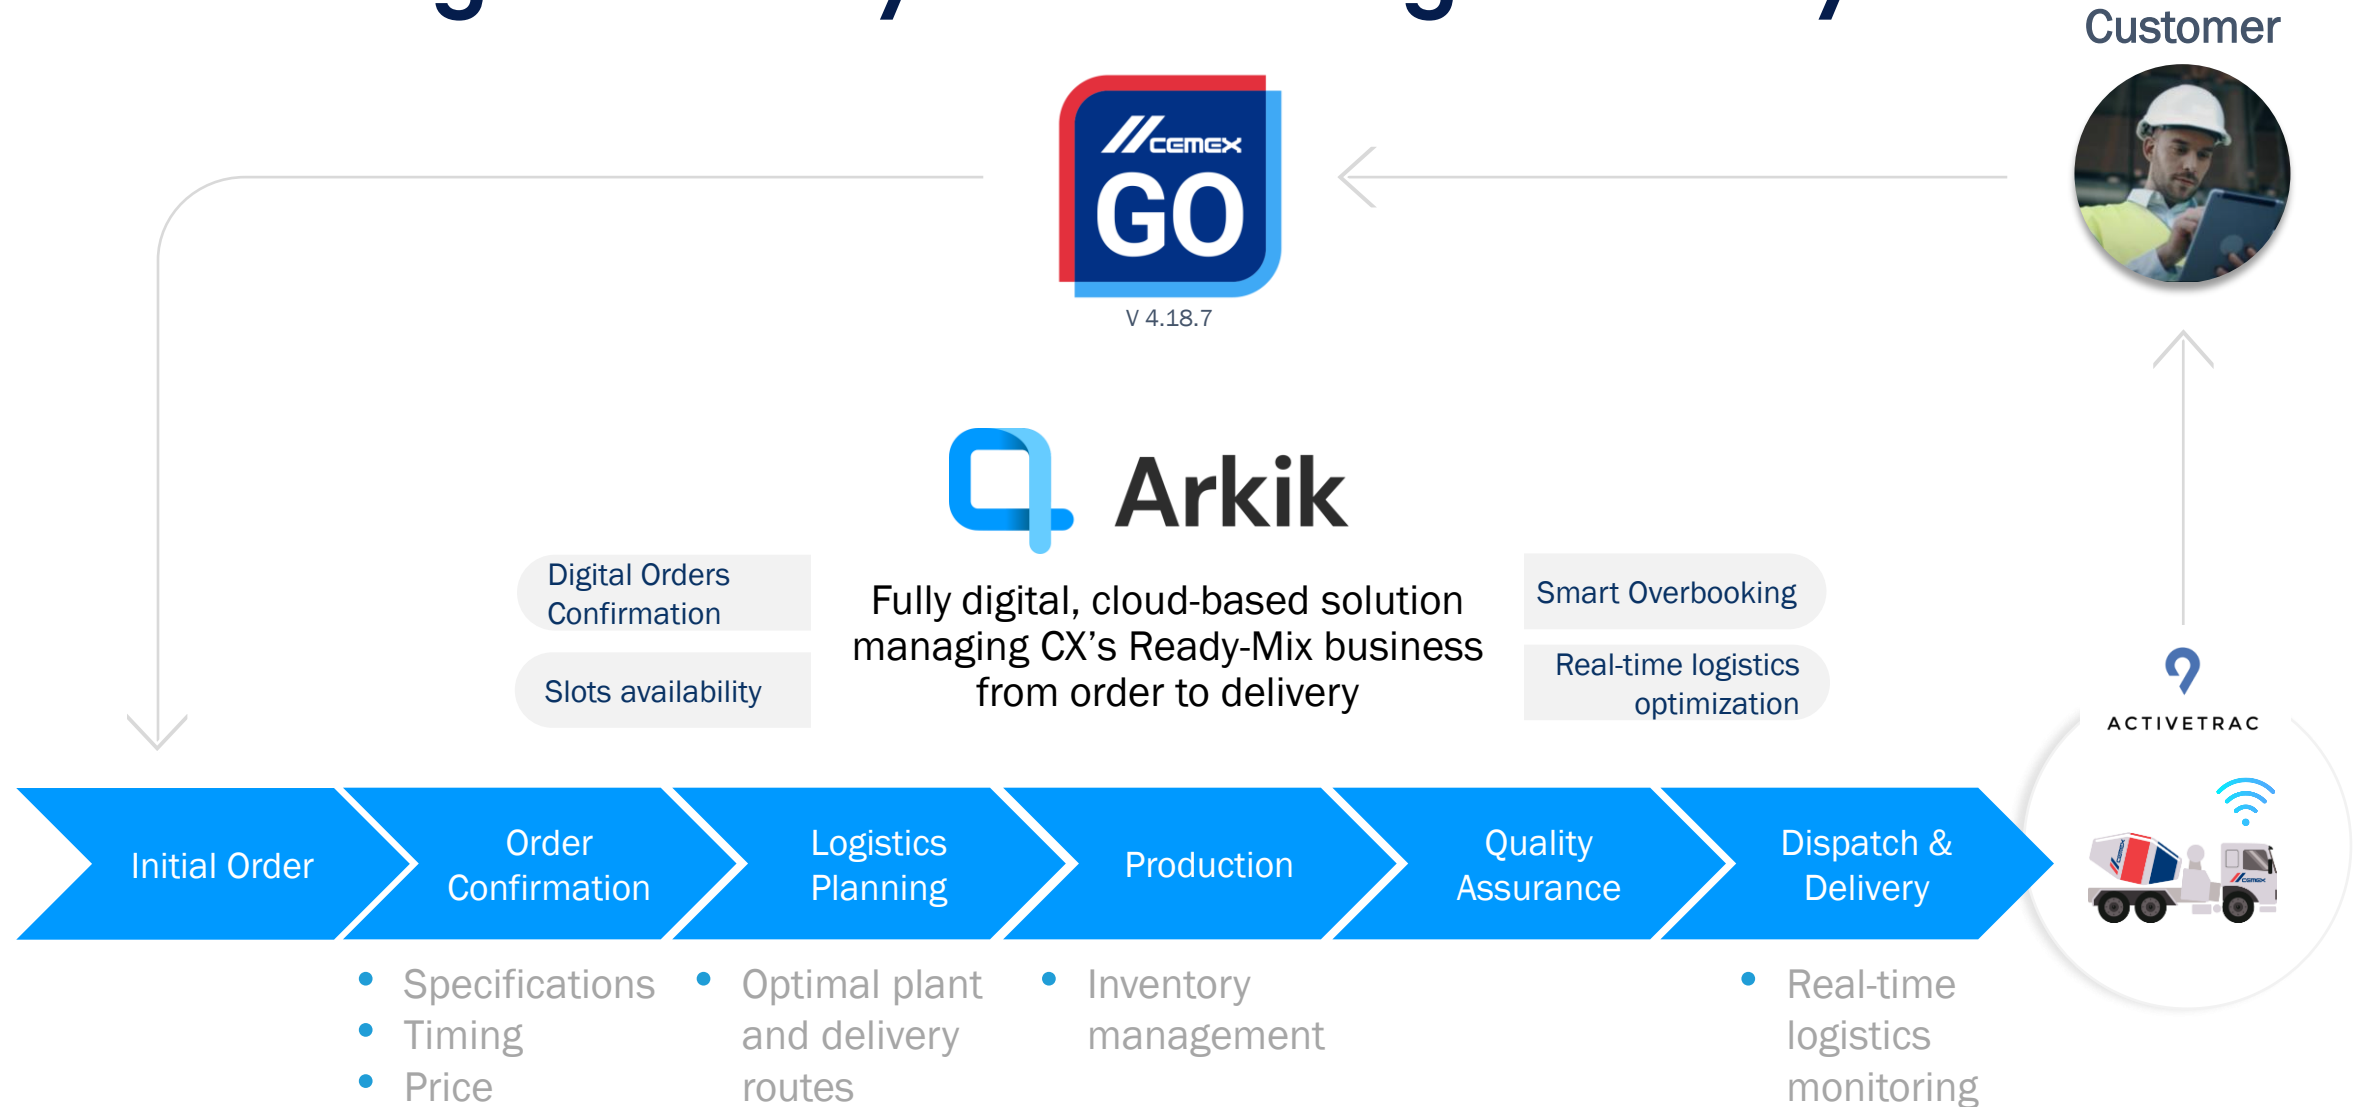 Customer
CEMEX
GO
V 4.18.7
Arkik
Digital Orders
Confirmation
Slots availability
Fully digital, cloud-based solution
managing CX’s Ready-Mix business
from order to delivery
Smart Overbooking
Real-time logistics
optimization
ACTIVETRAC
Initial Order
Order
Confirmation
Logistics
Planning
Production
Quality
Assurance
Dispatch &
Delivery
CEMEX
CEMEX
• Specifications
• Timing
• Price
• Optimal plant
and delivery
routes
• Inventory
management
• Real-time
logistics
monitoring